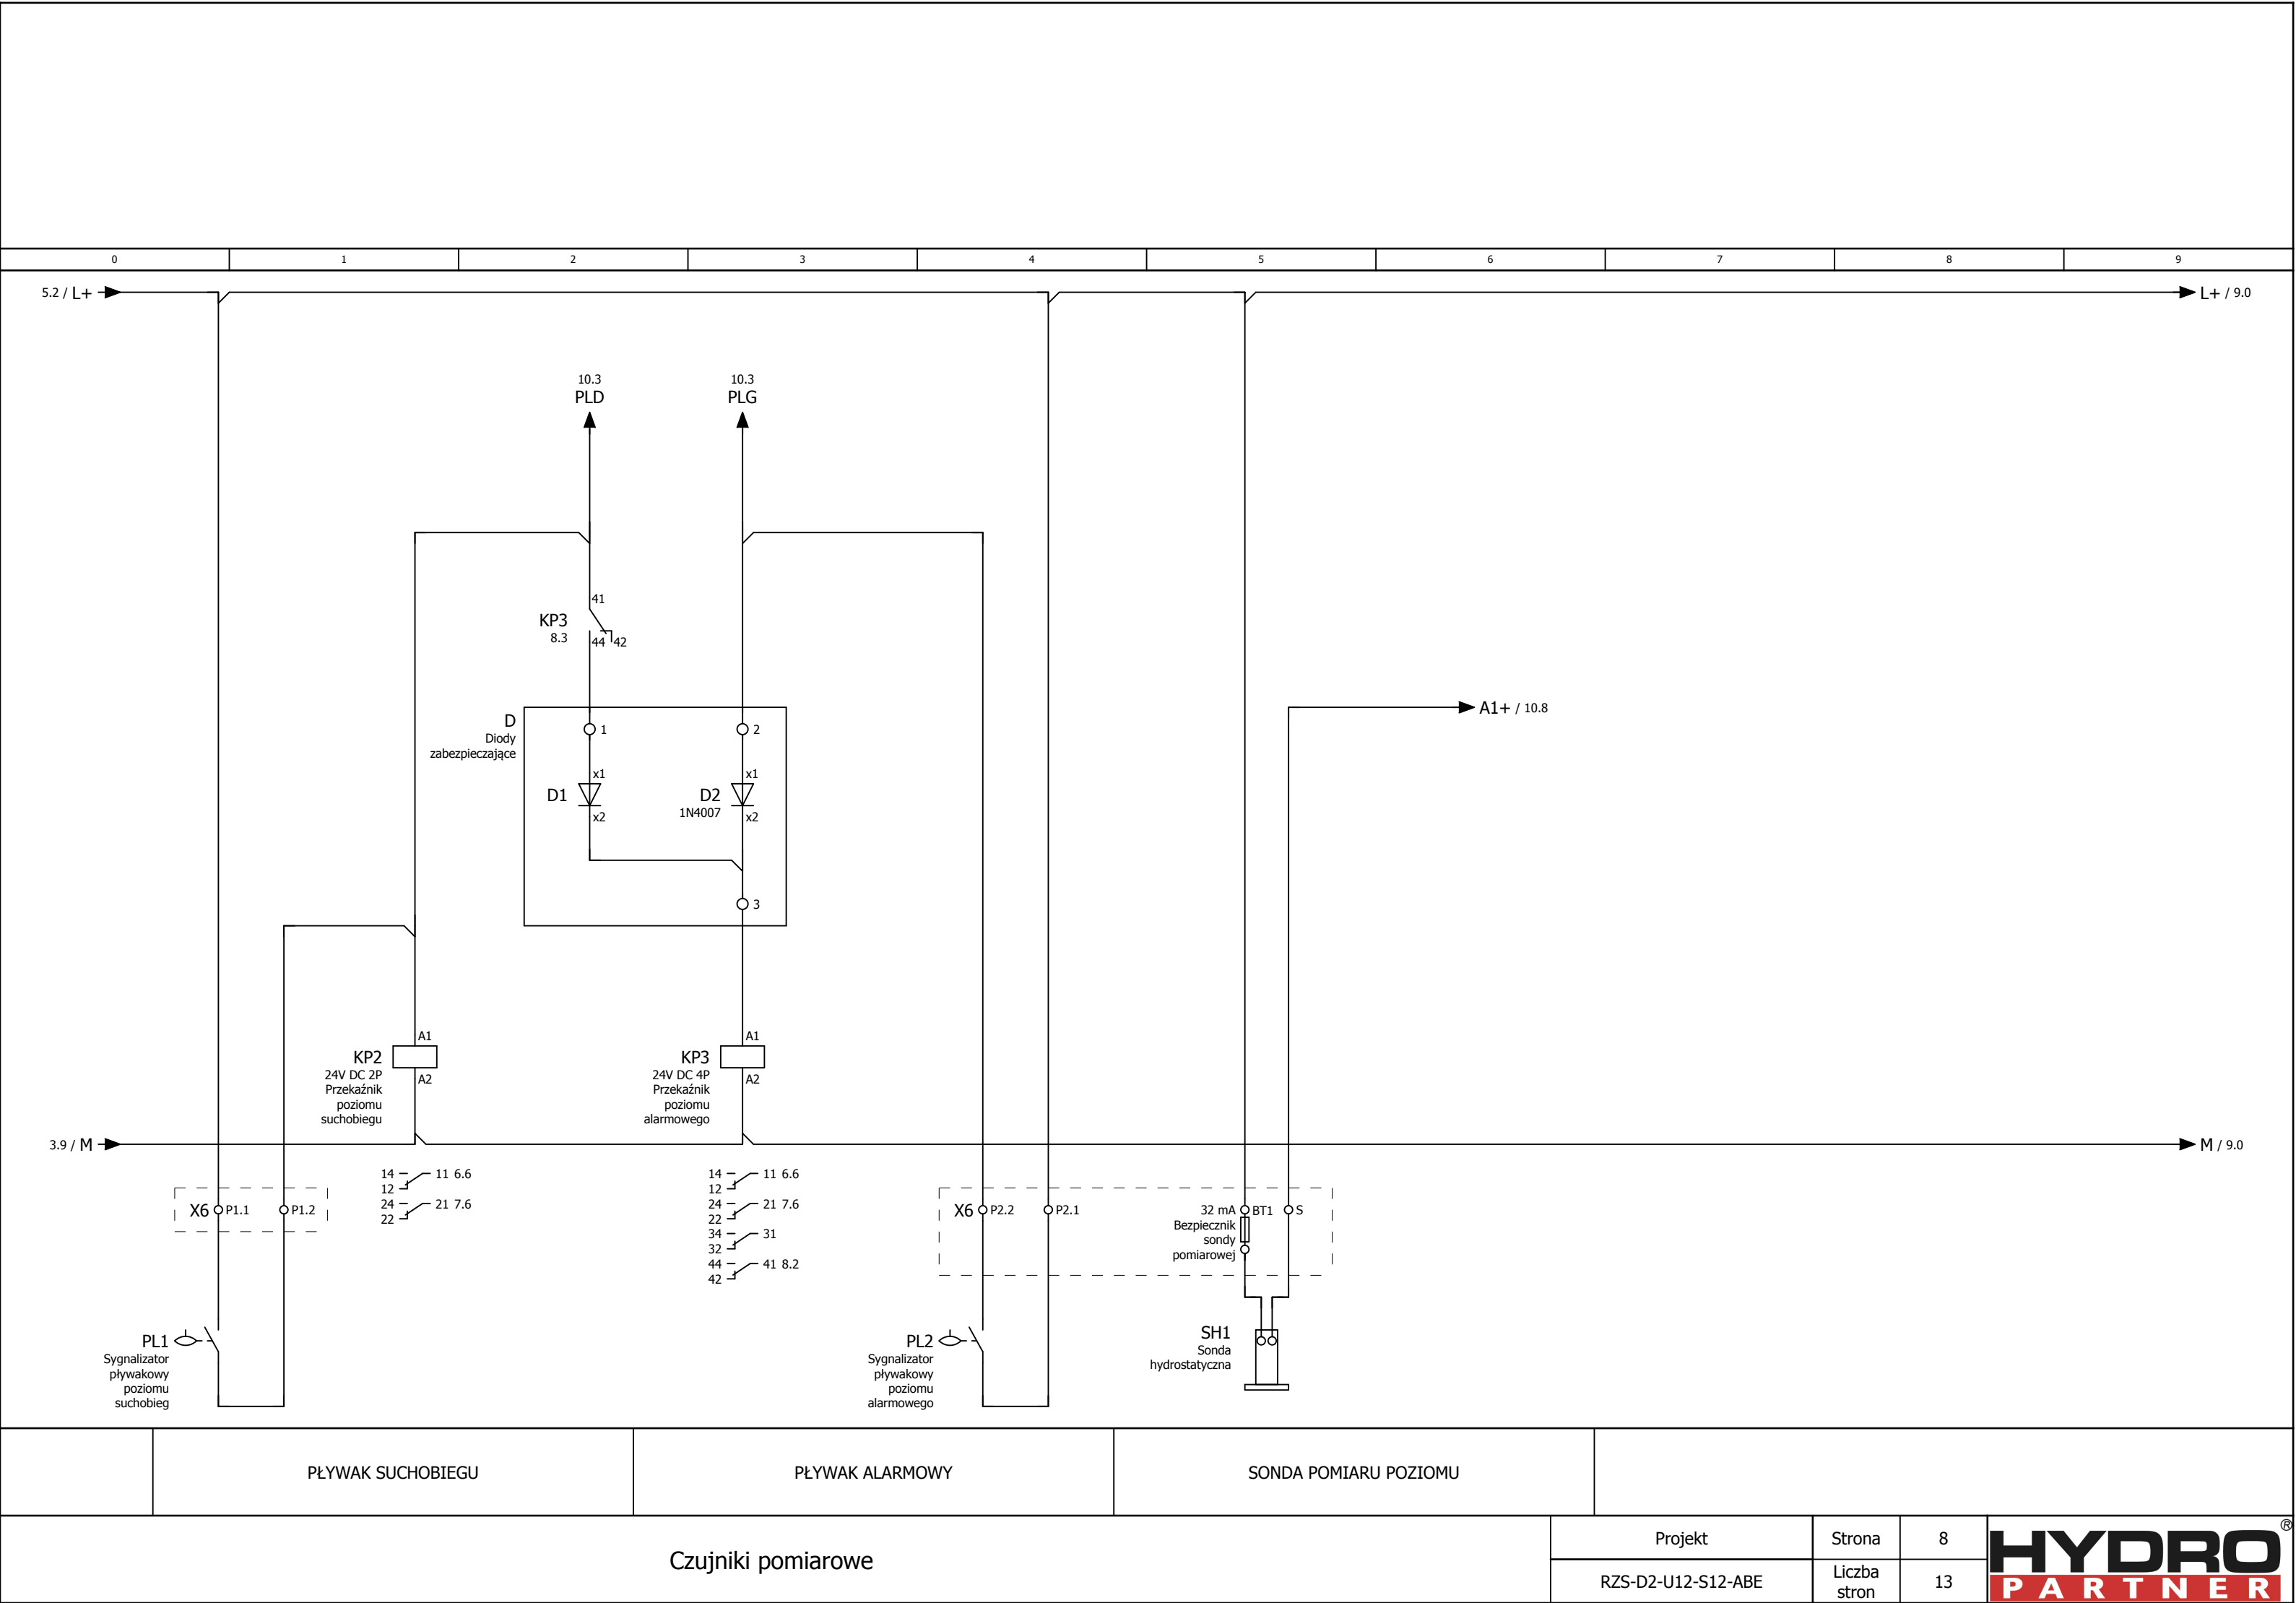 0 1 2 3 4 5 6 7 8 9
5.2 / L+
L+ / 9.0
10.3
PLD
10.3
PLG
41
KP3
8.3
44 42
A1+ / 10.8
D
Diody
zabezpieczające
1
2
x1
D1
x2
x1
D2
1N4007
x2
3
A1
KP2
24V DC 2P
A2
Przekaźnik
poziomu
suchobiegu
A1
KP3
24V DC 4P
A2
Przekaźnik
poziomu
alarmowego
3.9 / M
M / 9.0
14 11 6.6
12
24 21 7.6
22
14 11 6.6
12
24 21 7.6
22
34 31
32
44 41 8.2
42
X6 P1.1 P1.2
X6 P2.2 P2.1
32 mA BT1 S
Bezpiecznik
sondy
pomiarowej
PL1
Sygnalizator
pływakowy
poziomu
suchobieg
PL2
Sygnalizator
pływakowy
poziomu
alarmowego
SH1
Sonda
hydrostatyczna
PŁYWAK SUCHOBIEGU
PŁYWAK ALARMOWY
SONDA POMIARU POZIOMU
Czujniki pomiarowe
Projekt
RZS-D2-U12-S12-ABE
Strona 8
Liczba
stron
13
HYDRO®
PARTNER